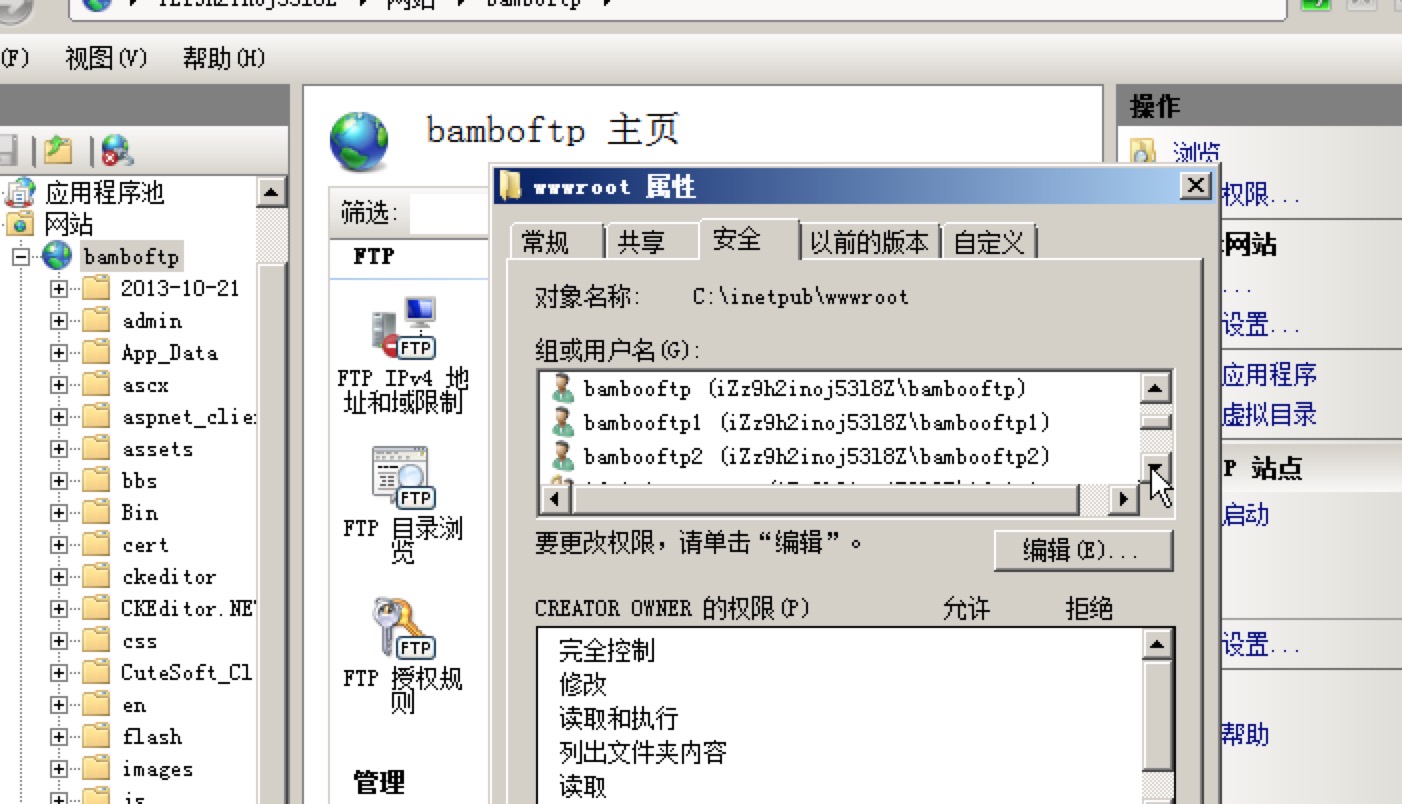 iZ19h2inoj5318Z 网站 bamboftp
(F) 视图(V) 帮助(H)
应用程序池
网站
bamboftp
2013-10-21
admin
App_Data
ascx
aspnet_clie
assets
bbs
Bin
cert
ckeditor
CKEditor.NE
css
CuteSoft_Cl
en
flash
images
js
bamboftp 主页
筛选:
FTP
FTP IPv4 地
址和域限制
FTP 目录浏
览
FTP 授权规
则
管理
wwwroot 属性
常规 共享 安全 以前的版本 自定义
对象名称: C:\inetpub\wwwroot
组或用户名(G):
bambooftp (iZz9h2inoj5318Z\bambooftp)
bambooftp1 (iZz9h2inoj5318Z\bambooftp1)
bambooftp2 (iZz9h2inoj5318Z\bambooftp2)
要更改权限，请单击“编辑”。
编辑(E)...
CREATOR OWNER 的权限(P) 允许 拒绝
完全控制
修改
读取和执行
列出文件夹内容
读取
操作
浏览
权限...
网站
...
设置...
应用程序
虚拟目录
P 站点
启动
设置...
帮助